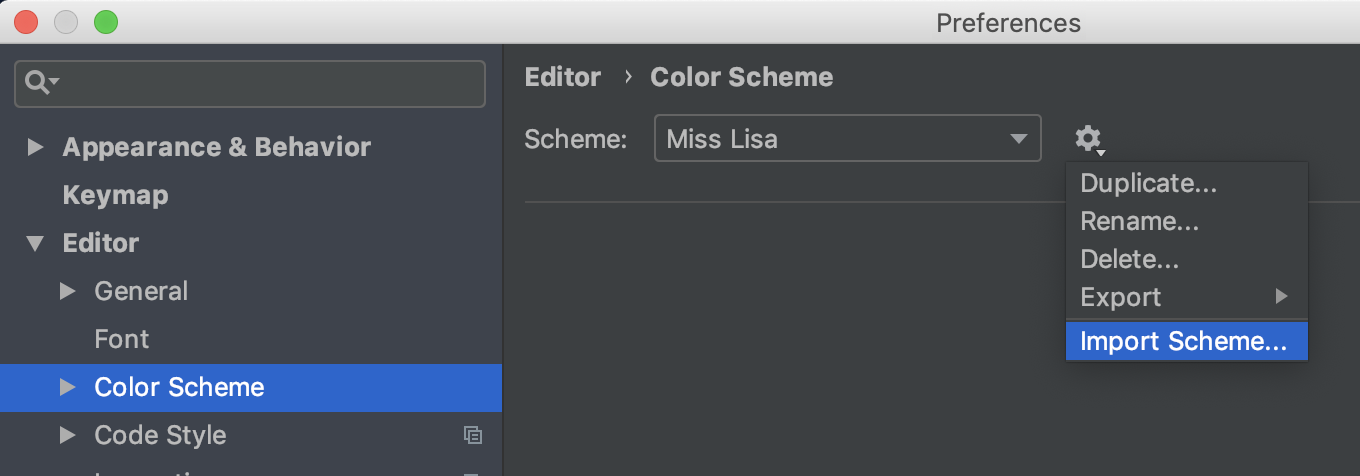 Preferences
Appearance & Behavior
Keymap
Editor
General
Font
Color Scheme
Code Style
Editor › Color Scheme
Scheme: Miss Lisa
Duplicate...
Rename...
Delete...
Export
Import Scheme...